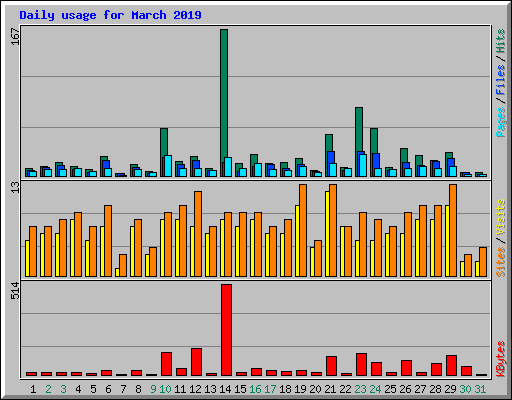 Daily usage for March 2019
167
Pages / Files / Hits
13
Sites / Visits
514
KBytes
1 2 3 4 5 6 7 8 9 10 11 12 13 14 15 16 17 18 19 20 21 22 23 24 25 26 27 28 29 30 31